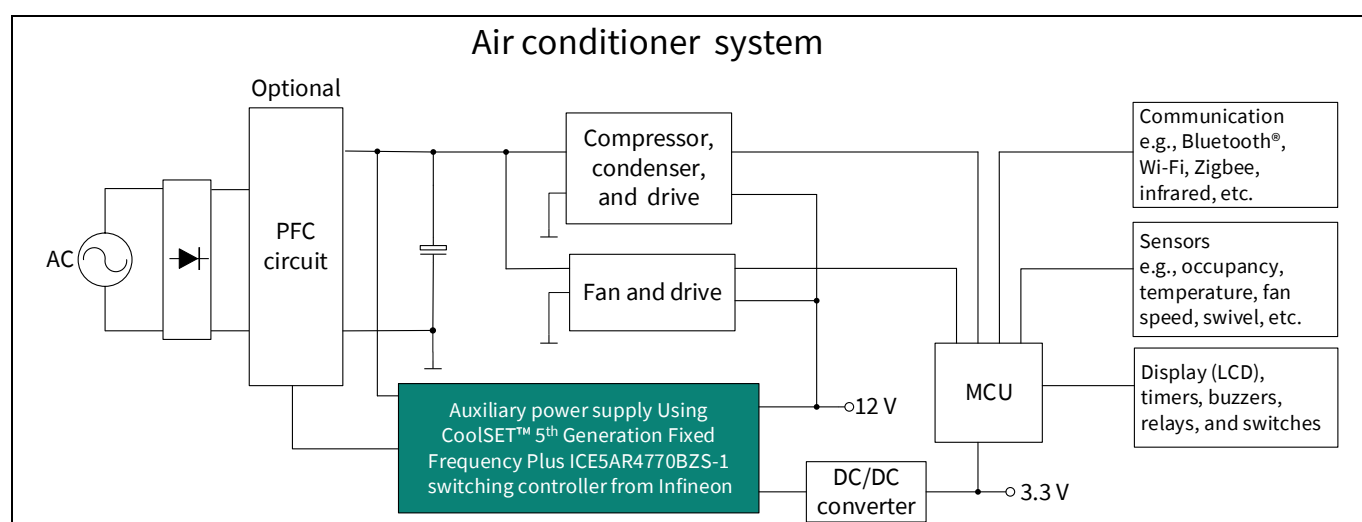 Air conditioner system
Optional
AC
PFC
circuit
Compressor,
condenser,
and drive
Fan and drive
Auxiliary power supply Using
CoolSET™ 5th Generation Fixed
Frequency Plus ICE5AR4770BZS-1
switching controller from Infineon
12 V
DC/DC
converter
3.3 V
MCU
Communication
e.g., Bluetooth®,
Wi-Fi, Zigbee,
infrared, etc.
Sensors
e.g., occupancy,
temperature, fan
speed, swivel, etc.
Display (LCD),
timers, buzzers,
relays, and switches